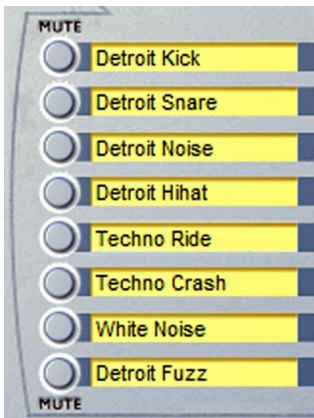 MUTE
Detroit Kick
Detroit Snare
Detroit Noise
Detroit Hihat
Techno Ride
Techno Crash
White Noise
Detroit Fuzz
MUTE